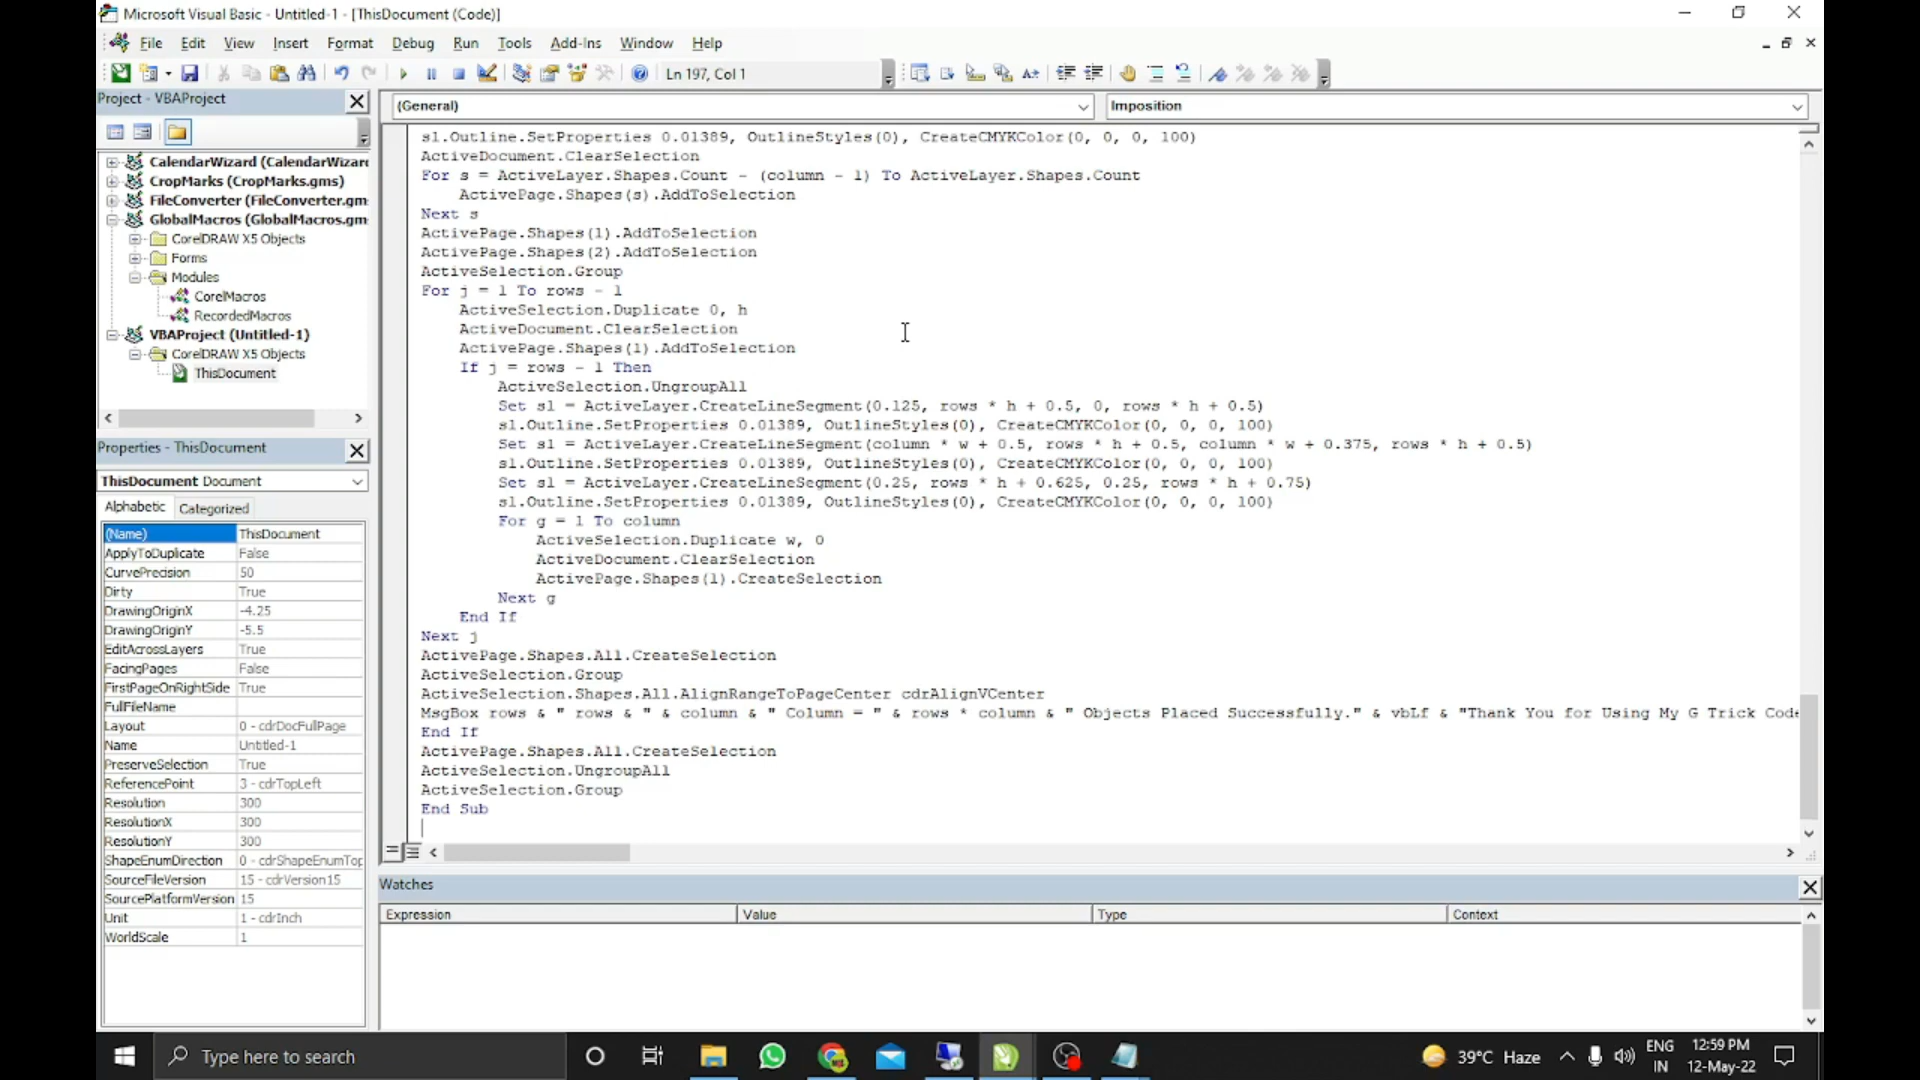 Microsoft Visual Basic - Untitled-1 - [ThisDocument (Code)]
File Edit View Insert Format Debug Run Tools Add-Ins Window Help
Ln 197, Col 1
Project - VBAProject
(General)
Imposition
CalendarWizard (CalendarWizard
CropMarks (CropMarks.gms)
FileConverter (FileConverter.gm
GlobalMacros (GlobalMacros.gm
CorelDRAW X5 Objects
Forms
Modules
CorelMacros
RecordedMacros
VBAProject (Untitled-1)
CorelDRAW X5 Objects
ThisDocument
Properties - ThisDocument
ThisDocument Document
Alphabetic Categorized
(Name) ThisDocument
ApplyToDuplicate False
CurvePrecision 50
Dirty True
DrawingOriginX -4.25
DrawingOriginY -5.5
EditAcrossLayers True
FacingPages False
FirstPageOnRightSide True
FullFileName
Layout 0 - cdrDocFullPage
Name Untitled-1
PreserveSelection True
ReferencePoint 3 - cdrTopLeft
Resolution 300
ResolutionX 300
ResolutionY 300
ShapeEnumDirection 0 - cdrShapeEnumTop
SourceFileVersion 15 - cdrVersion15
SourcePlatformVersion 15
Unit 1 - cdrInch
WorldScale 1
s1.Outline.SetProperties 0.01389, OutlineStyles(0), CreateCMYKColor(0, 0, 0, 100)
ActiveDocument.ClearSelection
For s = ActiveLayer.Shapes.Count - (column - 1) To ActiveLayer.Shapes.Count
ActivePage.Shapes(s).AddToSelection
Next s
ActivePage.Shapes(1).AddToSelection
ActivePage.Shapes(2).AddToSelection
ActiveSelection.Group
For j = 1 To rows - 1
ActiveSelection.Duplicate 0, h
ActiveDocument.ClearSelection
ActivePage.Shapes(1).AddToSelection
If j = rows - 1 Then
ActiveSelection.UngroupAll
Set s1 = ActiveLayer.CreateLineSegment(0.125, rows * h + 0.5, 0, rows * h + 0.5)
s1.Outline.SetProperties 0.01389, OutlineStyles(0), CreateCMYKColor(0, 0, 0, 100)
Set s1 = ActiveLayer.CreateLineSegment(column * w + 0.5, rows * h + 0.5, column * w + 0.375, rows * h + 0.5)
s1.Outline.SetProperties 0.01389, OutlineStyles(0), CreateCMYKColor(0, 0, 0, 100)
Set s1 = ActiveLayer.CreateLineSegment(0.25, rows * h + 0.625, 0.25, rows * h + 0.75)
s1.Outline.SetProperties 0.01389, OutlineStyles(0), CreateCMYKColor(0, 0, 0, 100)
For g = 1 To column
ActiveSelection.Duplicate w, 0
ActiveDocument.ClearSelection
ActivePage.Shapes(1).CreateSelection
Next g
End If
Next j
ActivePage.Shapes.All.CreateSelection
ActiveSelection.Group
ActiveSelection.Shapes.All.AlignRangeToPageCenter cdrAlignVCenter
MsgBox rows & " rows & " & column & " Column = " & rows * column & " Objects Placed Successfully." & vbLf & "Thank You for Using My G Trick Code
End If
ActivePage.Shapes.All.CreateSelection
ActiveSelection.UngroupAll
ActiveSelection.Group
End Sub
Watches
Expression Value Type Context
Type here to search
39°C Haze
ENG
IN
12:59 PM
12-May-22